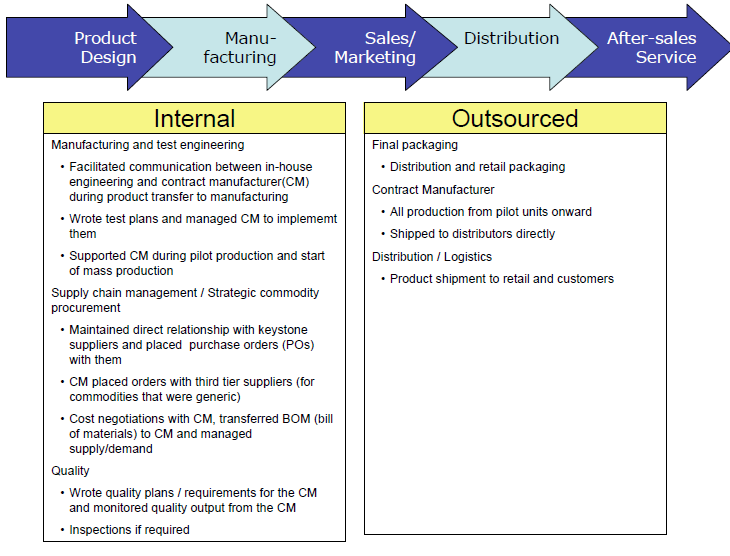 Product
Design
Manu-
facturing
Sales/
Marketing
Distribution
After-sales
Service
Internal
Manufacturing and test engineering
• Facilitated communication between in-house
engineering and contract manufacturer(CM)
during product transfer to manufacturing
• Wrote test plans and managed CM to implememt
them
• Supported CM during pilot production and start
of mass production
Supply chain management / Strategic commodity
procurement
• Maintained direct relationship with keystone
suppliers and placed purchase orders (POs)
with them
• CM placed orders with third tier suppliers (for
commodities that were generic)
• Cost negotiations with CM, transferred BOM (bill
of materials) to CM and managed
supply/demand
Quality
• Wrote quality plans / requirements for the CM
and monitored quality output from the CM
• Inspections if required
Outsourced
Final packaging
• Distribution and retail packaging
Contract Manufacturer
• All production from pilot units onward
• Shipped to distributors directly
Distribution / Logistics
• Product shipment to retail and customers